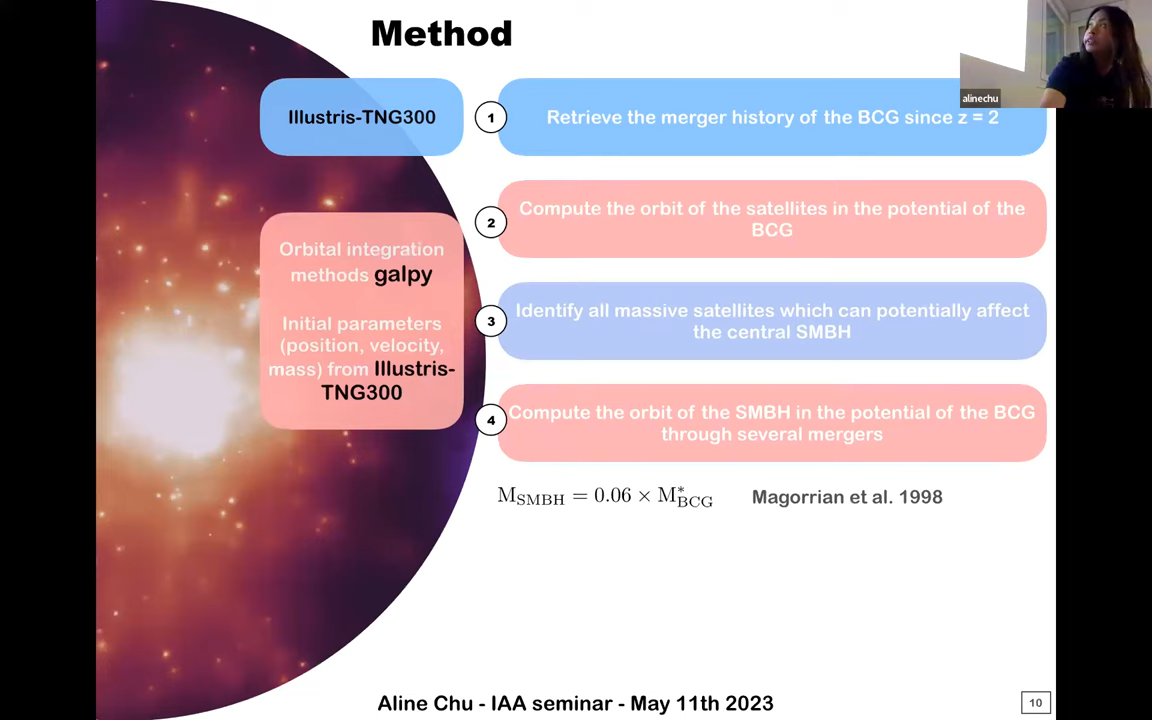 Method
alinechu
Illustris-TNG300
1
Retrieve the merger history of the BCG since z = 2
2
Compute the orbit of the satellites in the potential of the
BCG
Orbital integration
methods galpy
Initial parameters
(position, velocity,
mass) from Illustris-
TNG300
3
Identify all massive satellites which can potentially affect
the central SMBH
4
Compute the orbit of the SMBH in the potential of the BCG
through several mergers
M_SMBH = 0.06 × M*_BCG
Magorrian et al. 1998
Aline Chu - IAA seminar - May 11th 2023
10